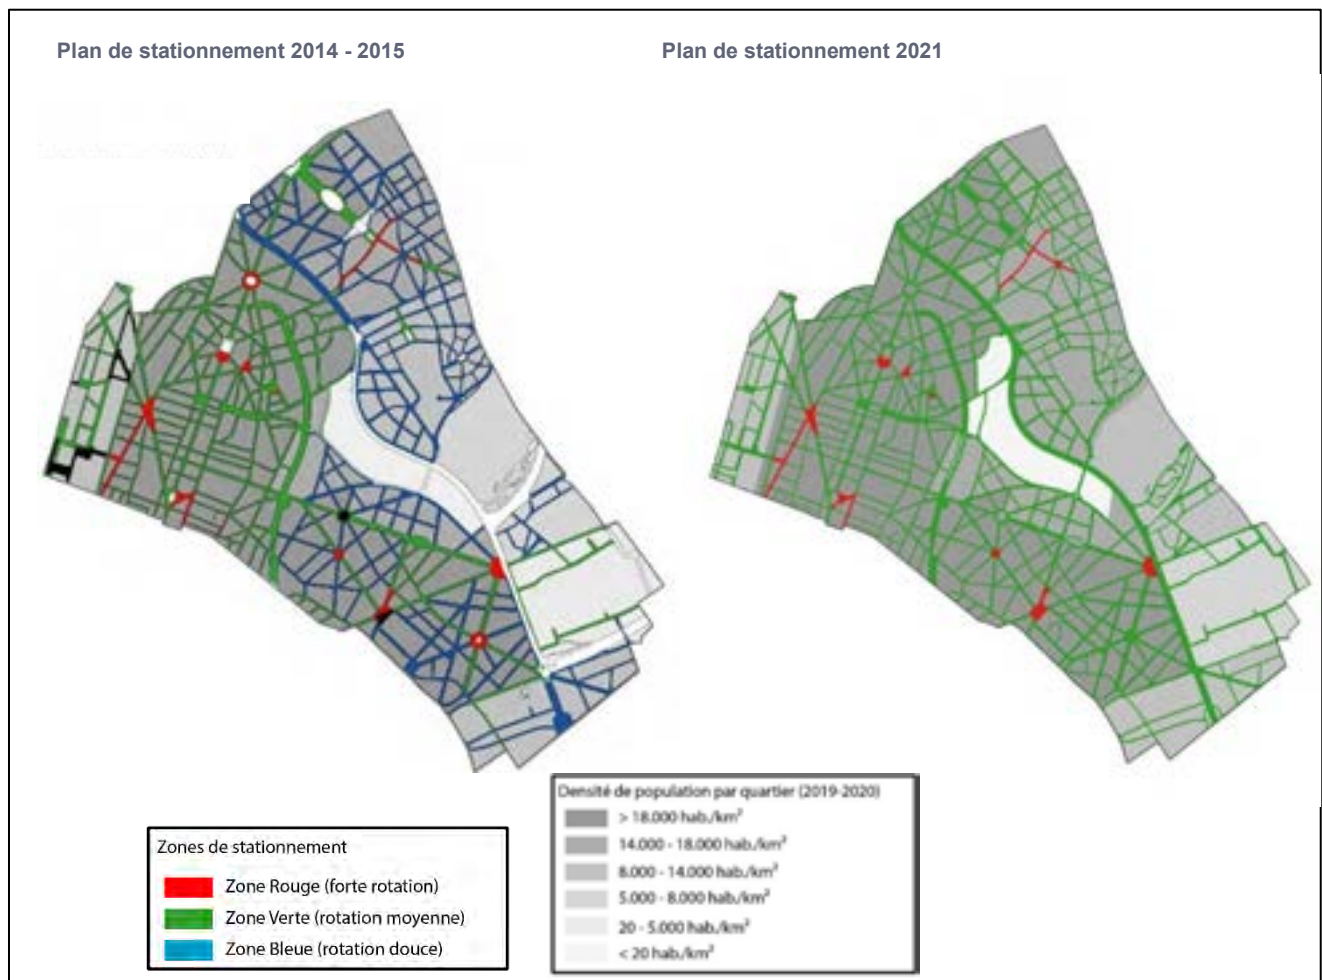 Plan de stationnement 2014 - 2015
Plan de stationnement 2021
Densité de population par quartier (2019-2020)
> 18.000 hab./km²
14.000 - 18.000 hab./km²
8.000 - 14.000 hab./km²
5.000 - 8.000 hab./km²
20 - 5.000 hab./km²
< 20 hab./km²
Zones de stationnement
Zone Rouge (forte rotation)
Zone Verte (rotation moyenne)
Zone Bleue (rotation douce)